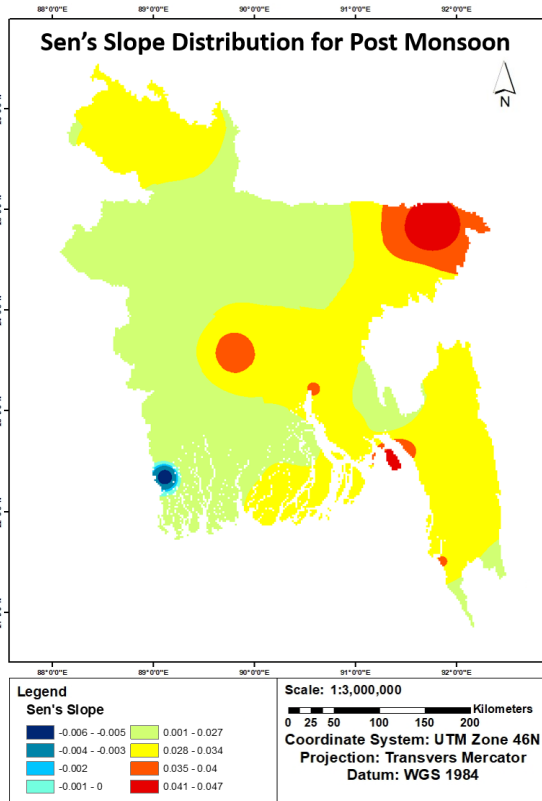 88°0'0"E 89°0'0"E 90°0'0"E 91°0'0"E 92°0'0"E
Sen's Slope Distribution for Post Monsoon
N
88°0'0"E 89°0'0"E 90°0'0"E 91°0'0"E 92°0'0"E
Legend
Sen's Slope
-0.006 - -0.005
-0.004 - -0.003
-0.002
-0.001 - 0
0.001 - 0.027
0.028 - 0.034
0.035 - 0.04
0.041 - 0.047
Scale: 1:3,000,000
Kilometers
0 25 50 100 150 200
Coordinate System: UTM Zone 46N
Projection: Transvers Mercator
Datum: WGS 1984